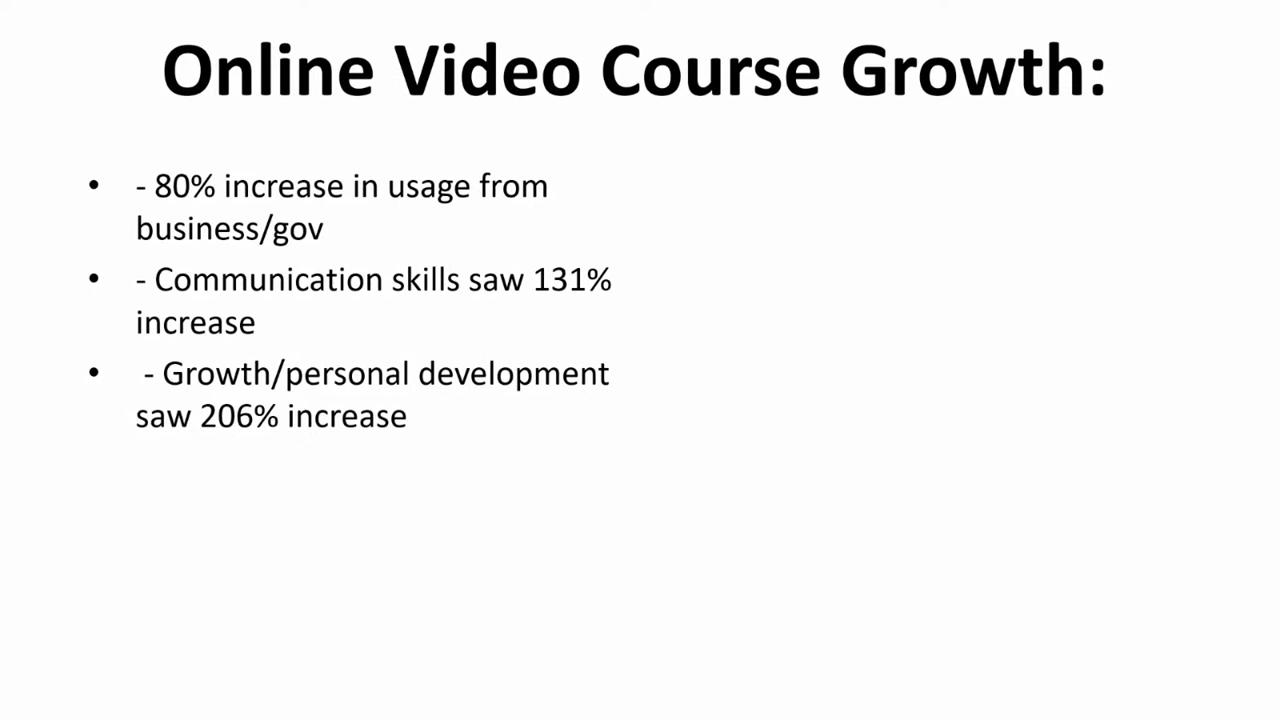 Online Video Course Growth:
• - 80% increase in usage from
business/gov
• - Communication skills saw 131%
increase
• - Growth/personal development
saw 206% increase